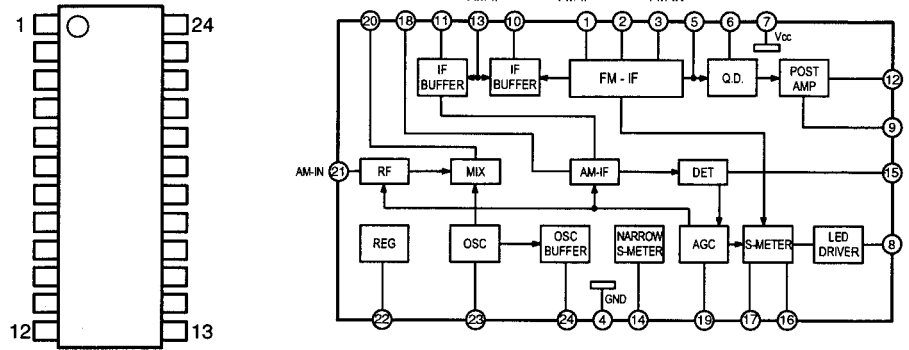 1 24
12 13
20 18 11 13 10 1 2 3 5 6 7
Vcc
IF BUFFER
IF BUFFER
FM - IF
Q.D.
POST AMP
12
9
AM-IN 21
RF
MIX
AM-IF
DET
15
REG
OSC
OSC BUFFER
NARROW S-METER
AGC
S-METER
LED DRIVER
8
GND
22 23 24 4 14 19 17 16